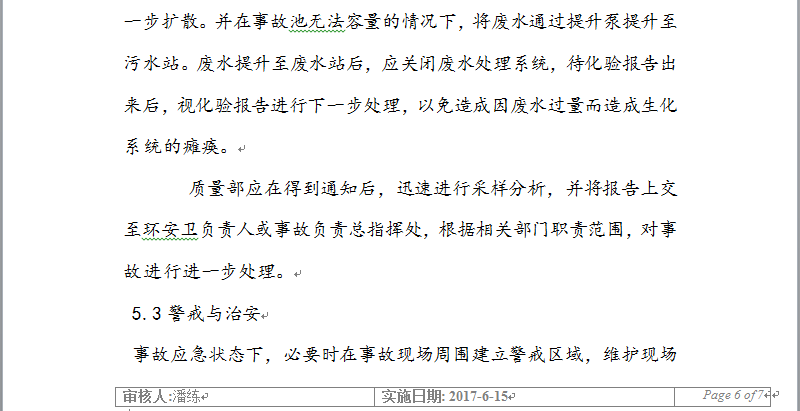 一步扩散。并在事故池无法容量的情况下，将废水通过提升泵提升至
污水站。废水提升至废水站后，应关闭废水处理系统，待化验报告出
来后，视化验报告进行下一步处理，以免造成因废水过量而造成生化
系统的瘫痪。
质量部应在得到通知后，迅速进行采样分析，并将报告上交
至环安卫负责人或事故负责总指挥处，根据相关部门职责范围，对事
故进行进一步处理。
5.3 警戒与治安
事故应急状态下，必要时在事故现场周围建立警戒区域，维护现场
审核人:潘练 实施日期: 2017-6-15 Page 6 of 7